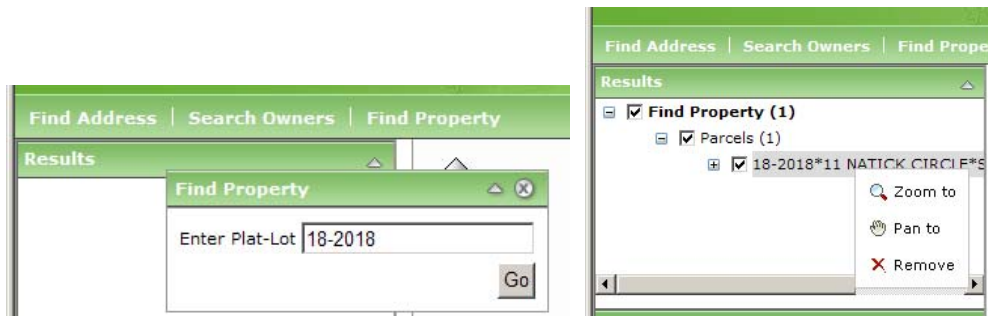 Find Address | Search Owners | Find Property
Results
Find Property
Enter Plat-Lot 18-2018
Go
Find Address | Search Owners | Find Prope
Results
Find Property (1)
Parcels (1)
18-2018*11 NATICK CIRCLE*S
Zoom to
Pan to
Remove